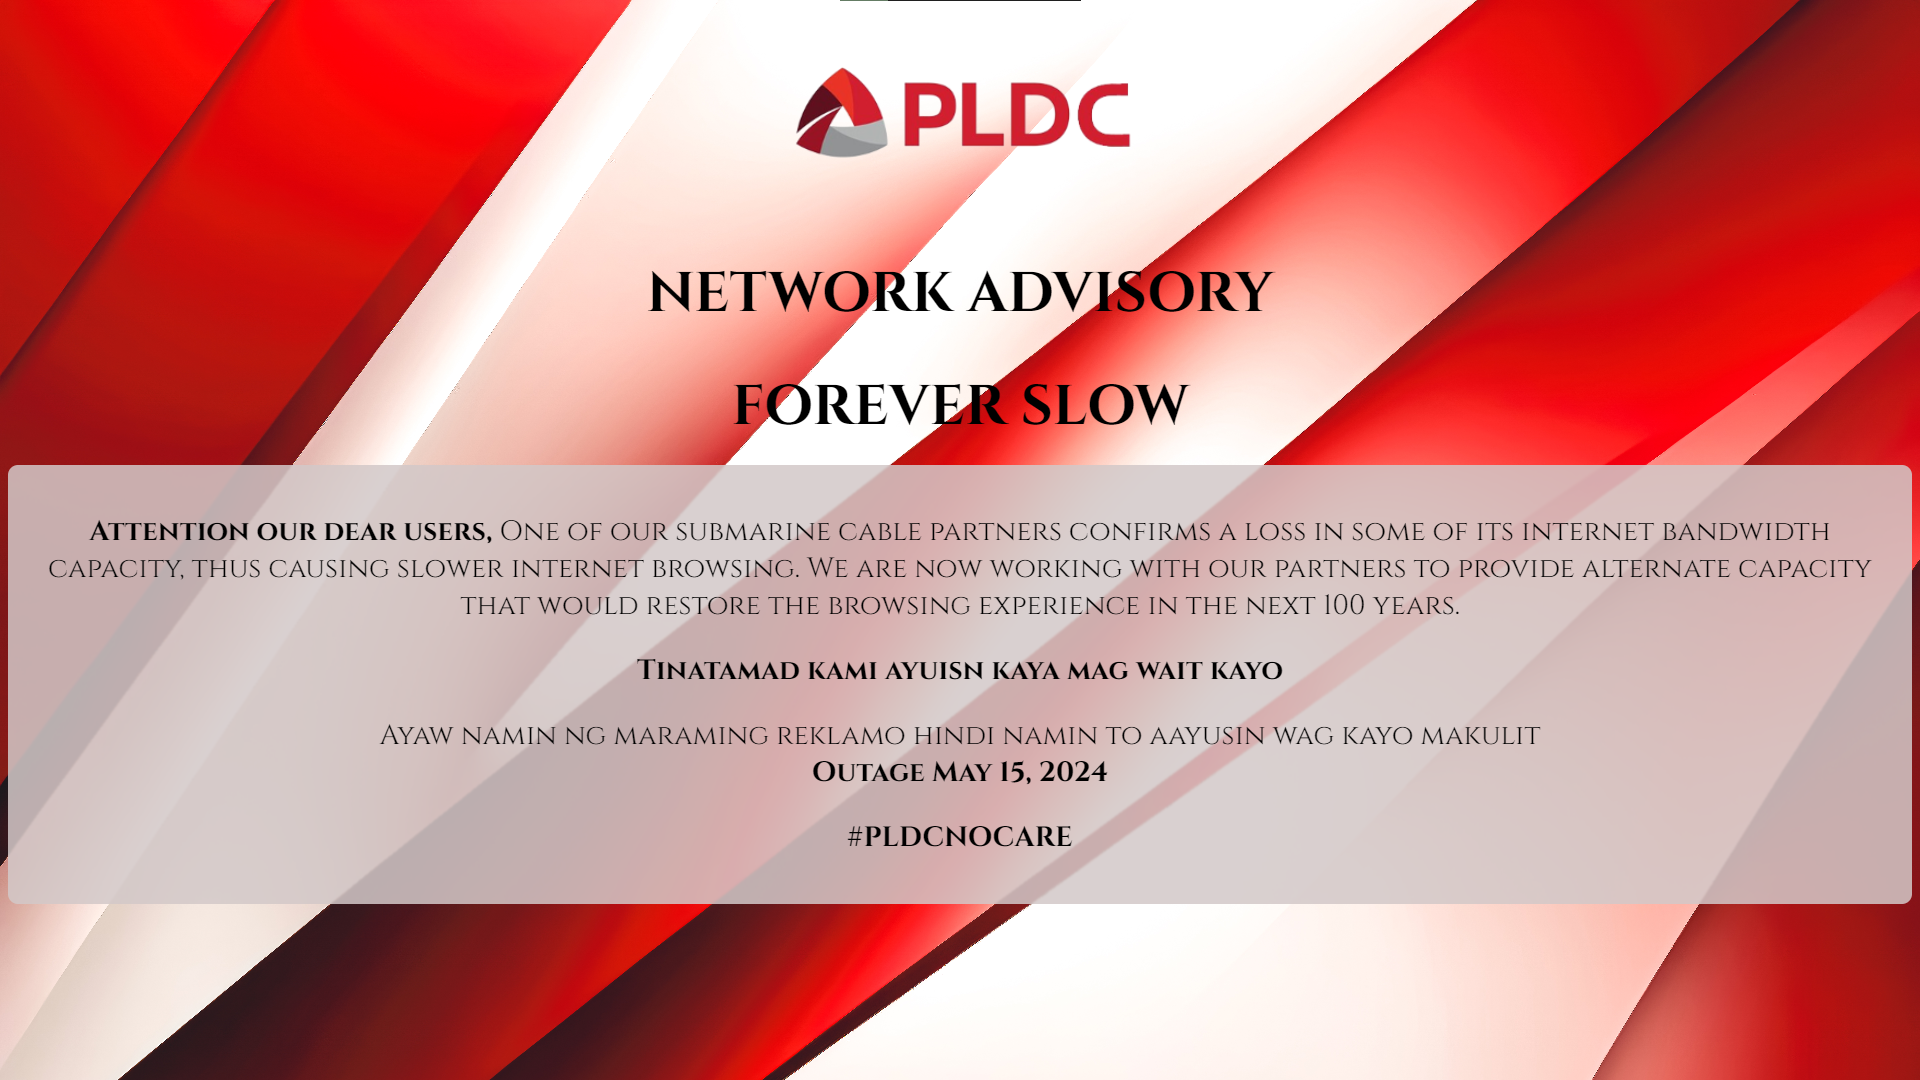 PLDC
NETWORK ADVISORY
FOREVER SLOW
Attention our dear users, One of our submarine cable partners confirms a loss in some of its internet bandwidth
capacity, thus causing slower internet browsing. We are now working with our partners to provide alternate capacity
that would restore the browsing experience in the next 100 years.
Tinatamad kami ayuisn kaya mag wait kayo
Ayaw namin ng maraming reklamo hindi namin to aayusin wag kayo makulit
Outage May 15, 2024
#PLDCNOCARE